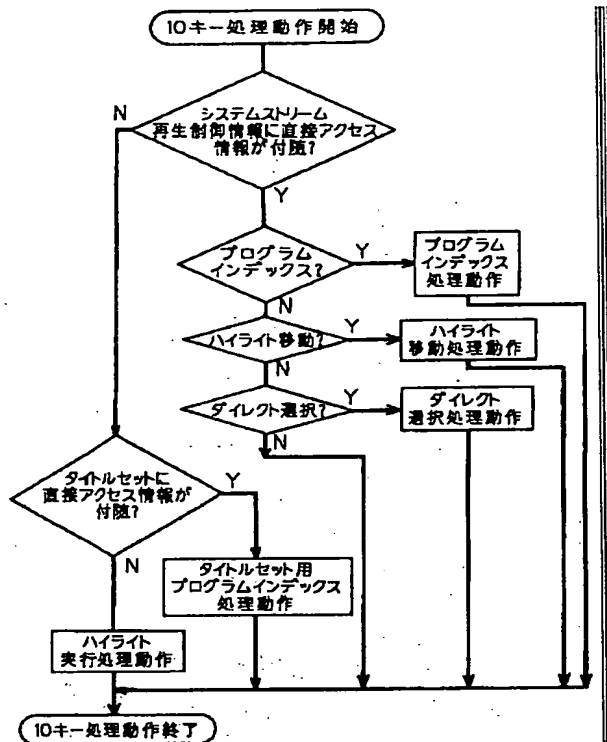 10キー処理動作開始
システムストリーム
再生制御情報に直接アクセス
情報が付随?
N
Y
プログラム
インデックス?
Y
プログラム
インデックス
処理動作
N
ハイライト移動?
Y
ハイライト
移動処理動作
N
ダイレクト選択?
Y
ダイレクト
選択処理動作
N
タイトルセットに
直接アクセス情報が
付随?
Y
N
タイトルセット用
プログラムインデックス
処理動作
ハイライト
実行処理動作
10キー処理動作終了